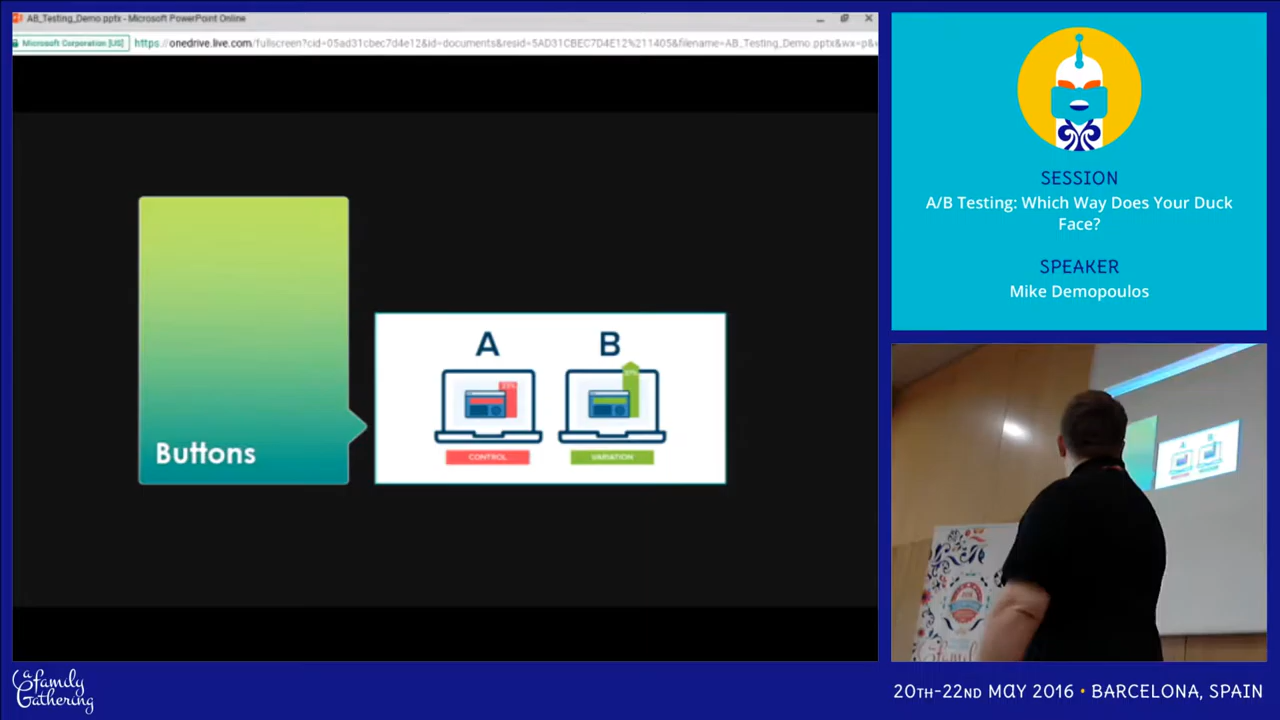 AB_Testing_Demo.pptx - Microsoft PowerPoint Online
Microsoft Corporation [US]
https://onedrive.live.com/fullscreen?cid=05ad31cbec7d4e12&id=documents&resid=5AD31CBEC7D4E12%211405&filename=AB_Testing_Demo.pptx&wx=p&
Buttons
A
B
23%
37%
CONTROL
VARIATION
SESSION
A/B Testing: Which Way Does Your Duck
Face?
SPEAKER
Mike Demopoulos
A
B
a family
Gathering
20TH-22ND MAY 2016 • BARCELONA, SPAIN